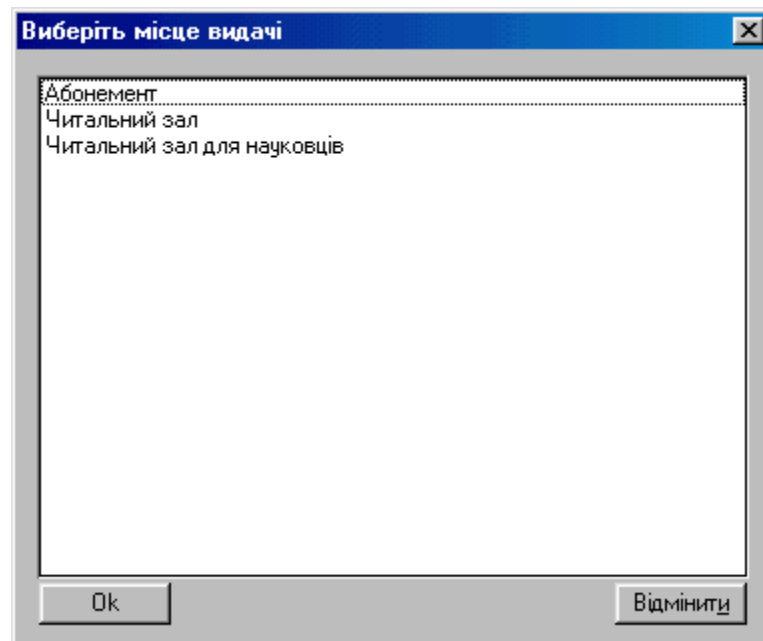 Виберіть місце видачі
Абонемент
Читальний зал
Читальний зал для науковців
Ok
Відмінити